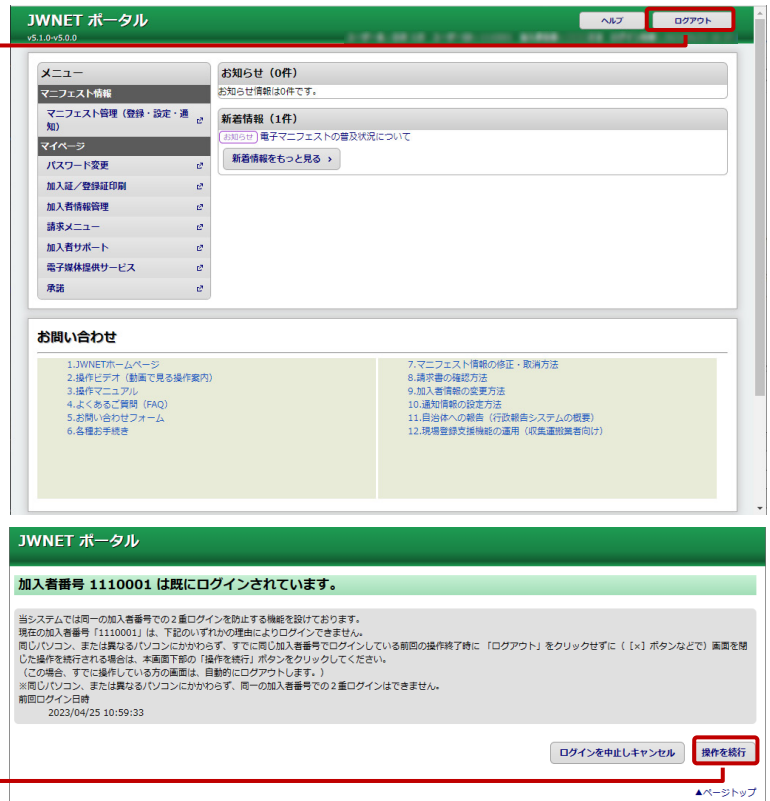 JWNET ポータル
v5.1.0-v5.0.0
ヘルプ
ログアウト
メニュー
マニフェスト情報
マニフェスト管理（登録・設定・通
知）
マイページ
パスワード変更
加入証／登録証印刷
加入者情報管理
請求メニュー
加入者サポート
電子媒体提供サービス
承諾
お知らせ（0件）
お知らせ情報は0件です。
新着情報（1件）
お知らせ 電子マニフェストの普及状況について
新着情報をもっと見る ›
お問い合わせ
1.JWNETホームページ
2.操作ビデオ（動画で見る操作案内）
3.操作マニュアル
4.よくあるご質問（FAQ）
5.お問い合わせフォーム
6.各種お手続き
7.マニフェスト情報の修正・取消方法
8.請求書の確認方法
9.加入者情報の変更方法
10.通知情報の設定方法
11.自治体への報告（行政報告システムの概要）
12.現場登録支援機能の運用（収集運搬業者向け）
JWNET ポータル
加入者番号 1110001 は既にログインされています。
当システムでは同一の加入者番号での２重ログインを防止する機能を設けております。
現在の加入者番号「1110001」は、下記のいずれかの理由によりログインできません。
同じパソコン、または異なるパソコンにかかわらず、すでに同じ加入者番号でログインしている前回の操作終了時に 「ログアウト」をクリックせずに（［×］ボタンなどで）画面を閉
じた操作を続行される場合は、本画面下部の「操作を続行」ボタンをクリックしてください。
（この場合、すでに操作している方の画面は、自動的にログアウトします。）
※同じパソコン、または異なるパソコンにかかわらず、同一の加入者番号での２重ログインはできません。
前回ログイン日時
2023/04/25 10:59:33
ログインを中止しキャンセル
操作を続行
▲ページトップ